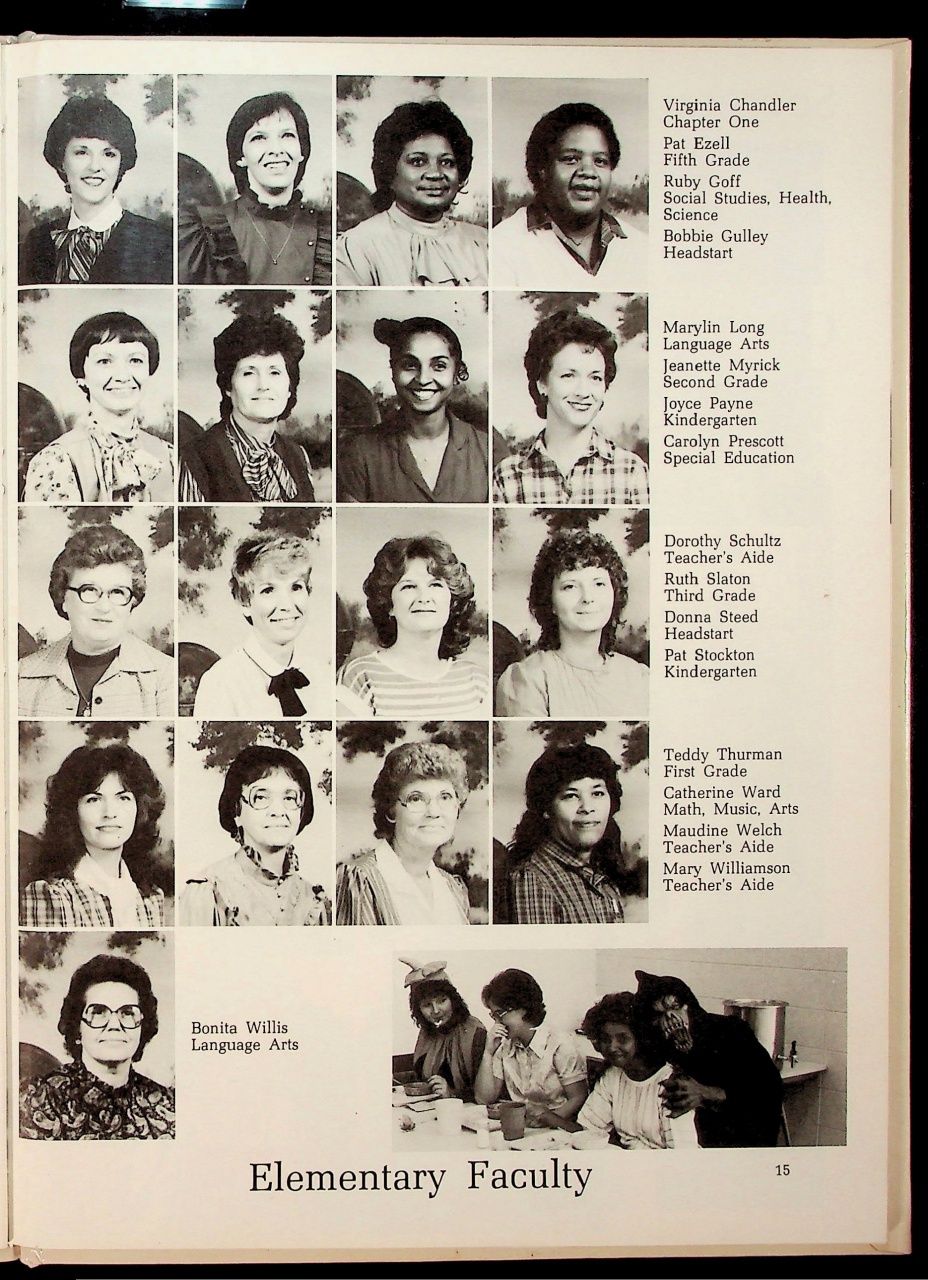 Virginia Chandler
Chapter One
Pat Ezell
Fifth Grade
Ruby Goff
Social Studies, Health,
Science
Bobbie Gulley
Headstart
Marylin Long
Language Arts
Jeanette Myrick
Second Grade
Joyce Payne
Kindergarten
Carolyn Prescott
Special Education
Dorothy Schultz
Teacher's Aide
Ruth Slaton
Third Grade
Donna Steed
Headstart
Pat Stockton
Kindergarten
Teddy Thurman
First Grade
Catherine Ward
Math, Music, Arts
Maudine Welch
Teacher's Aide
Mary Williamson
Teacher's Aide
Bonita Willis
Language Arts
Elementary Faculty
15